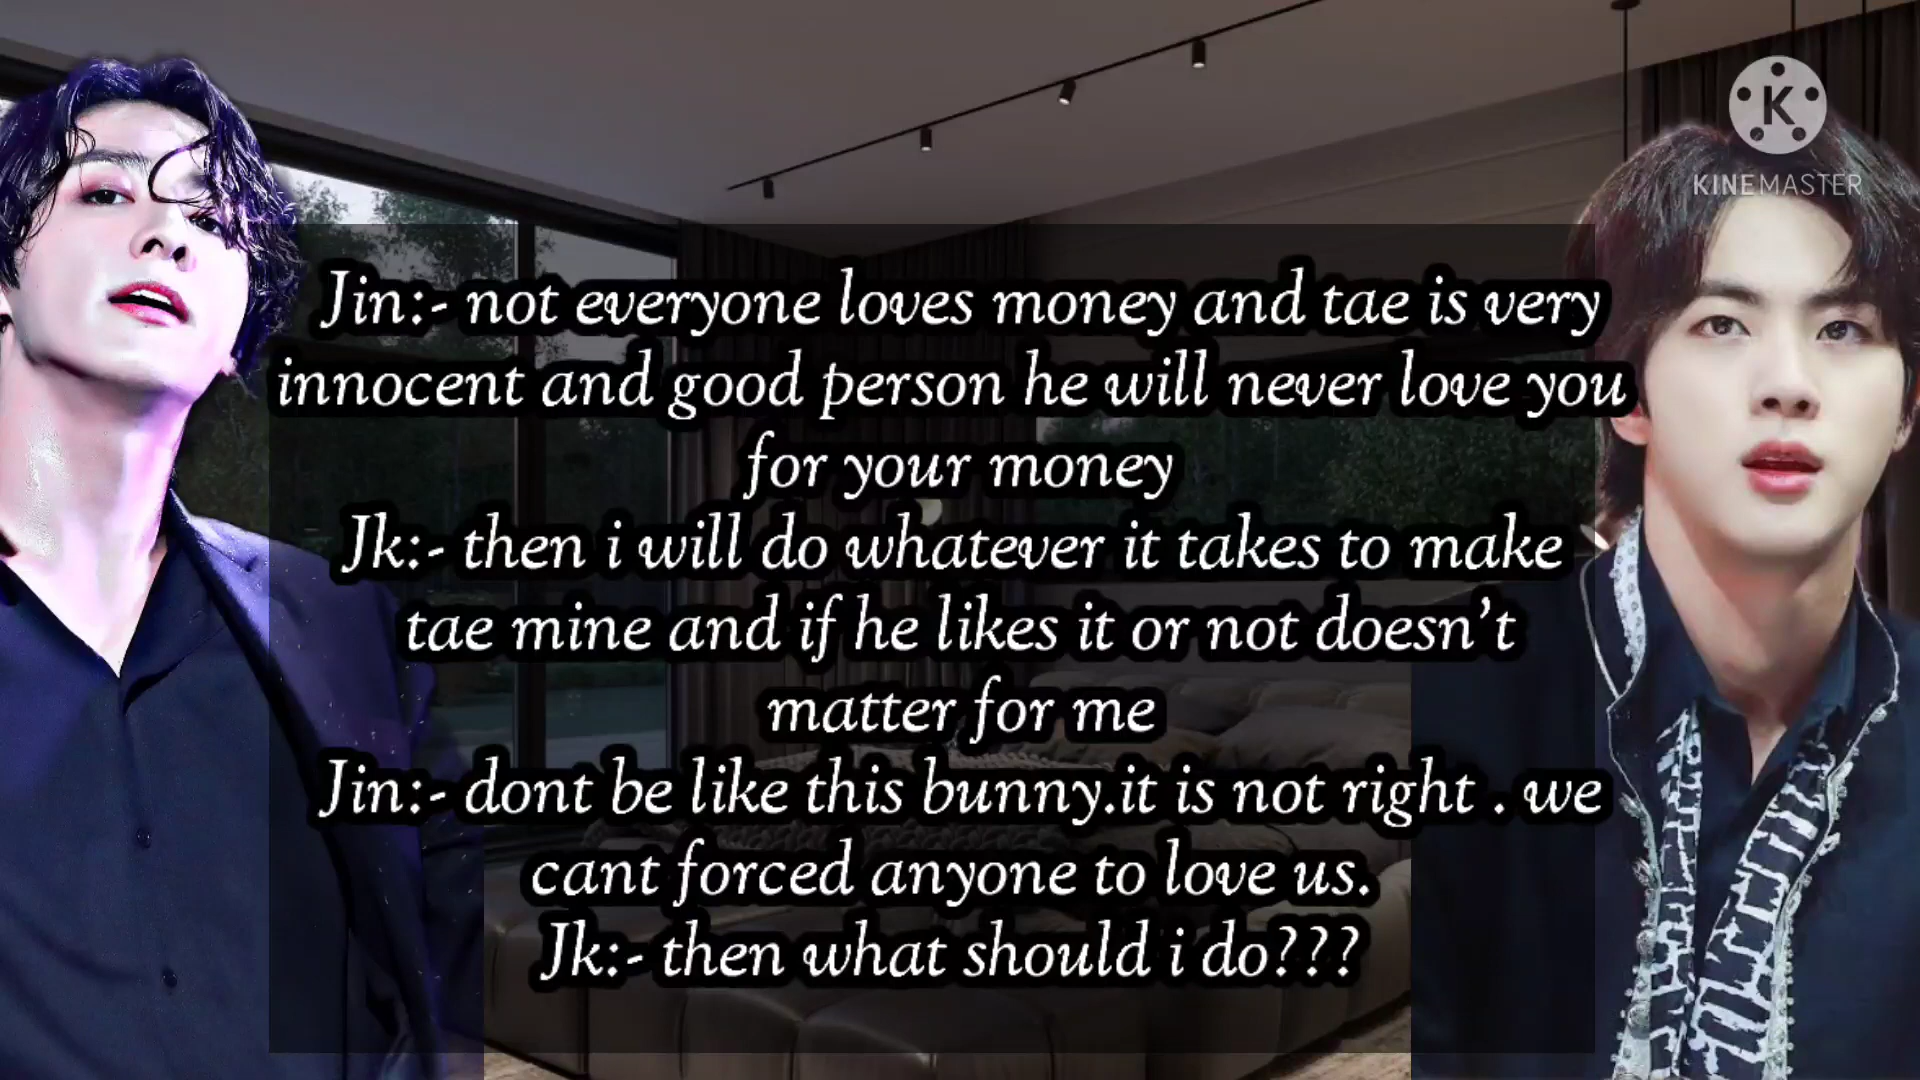 KINEMASTER
Jin:- not everyone loves money and tae is very
innocent and good person he will never love you
for your money
Jk:- then i will do whatever it takes to make
tae mine and if he likes it or not doesn't
matter for me
Jin:- dont be like this bunny.it is not right . we
cant forced anyone to love us.
Jk:- then what should i do???